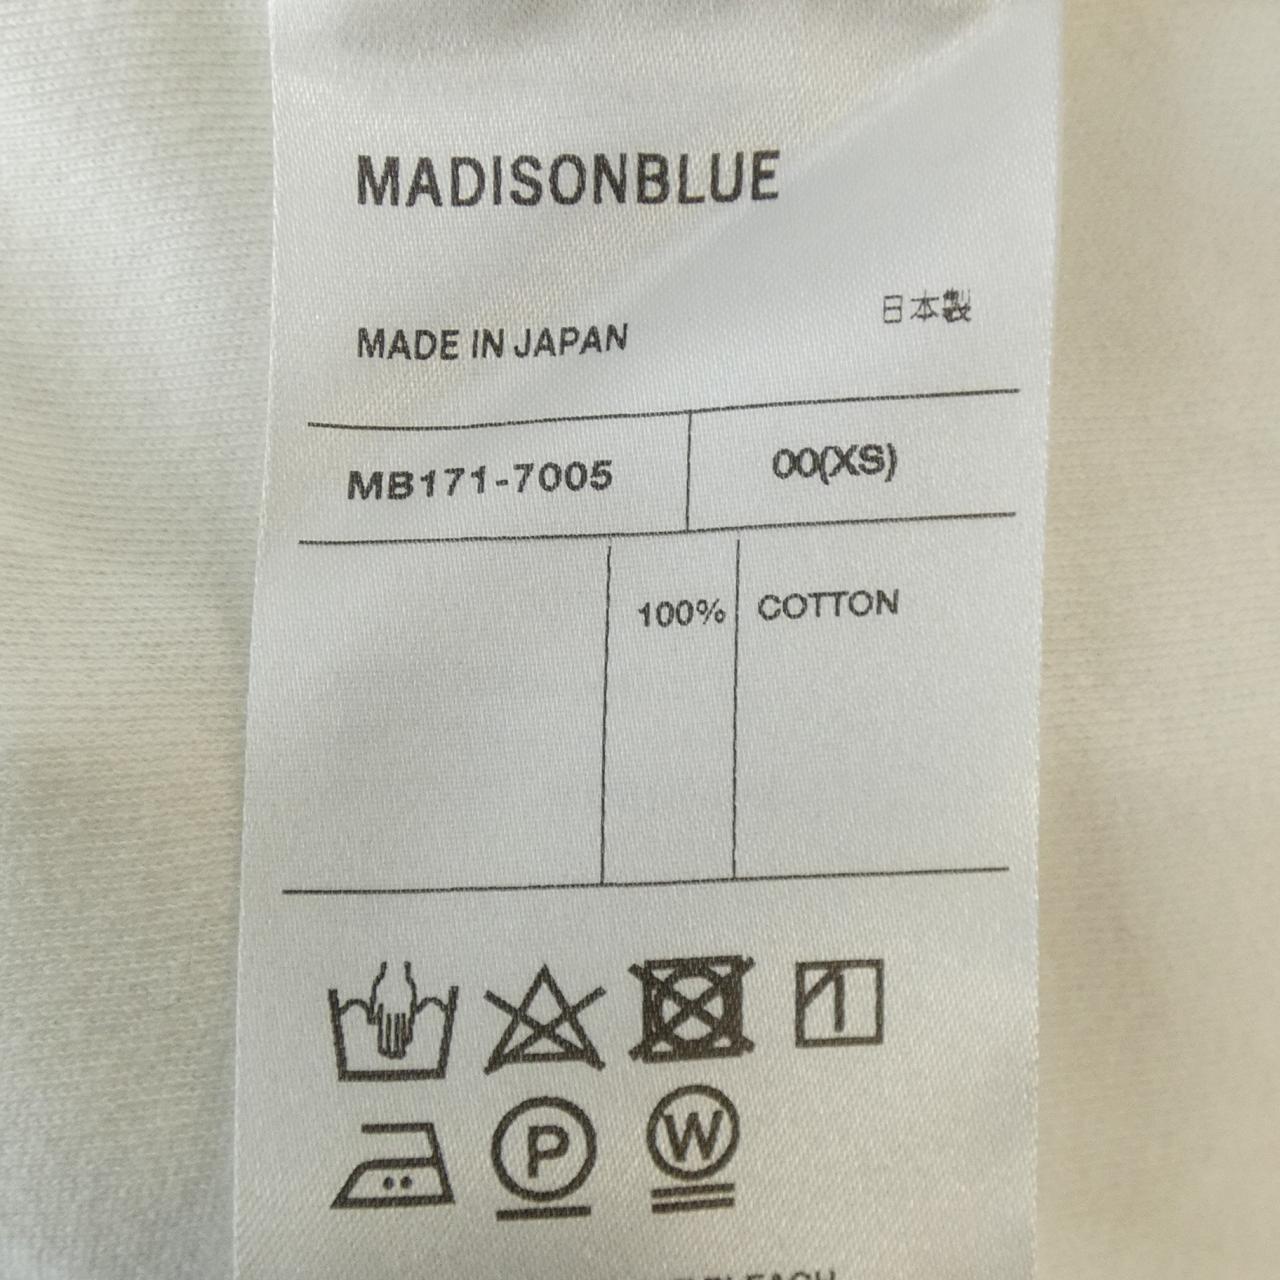 MADISONBLUE
日本製
MADE IN JAPAN
MB171-7005 00(XS)
100% COTTON
P W